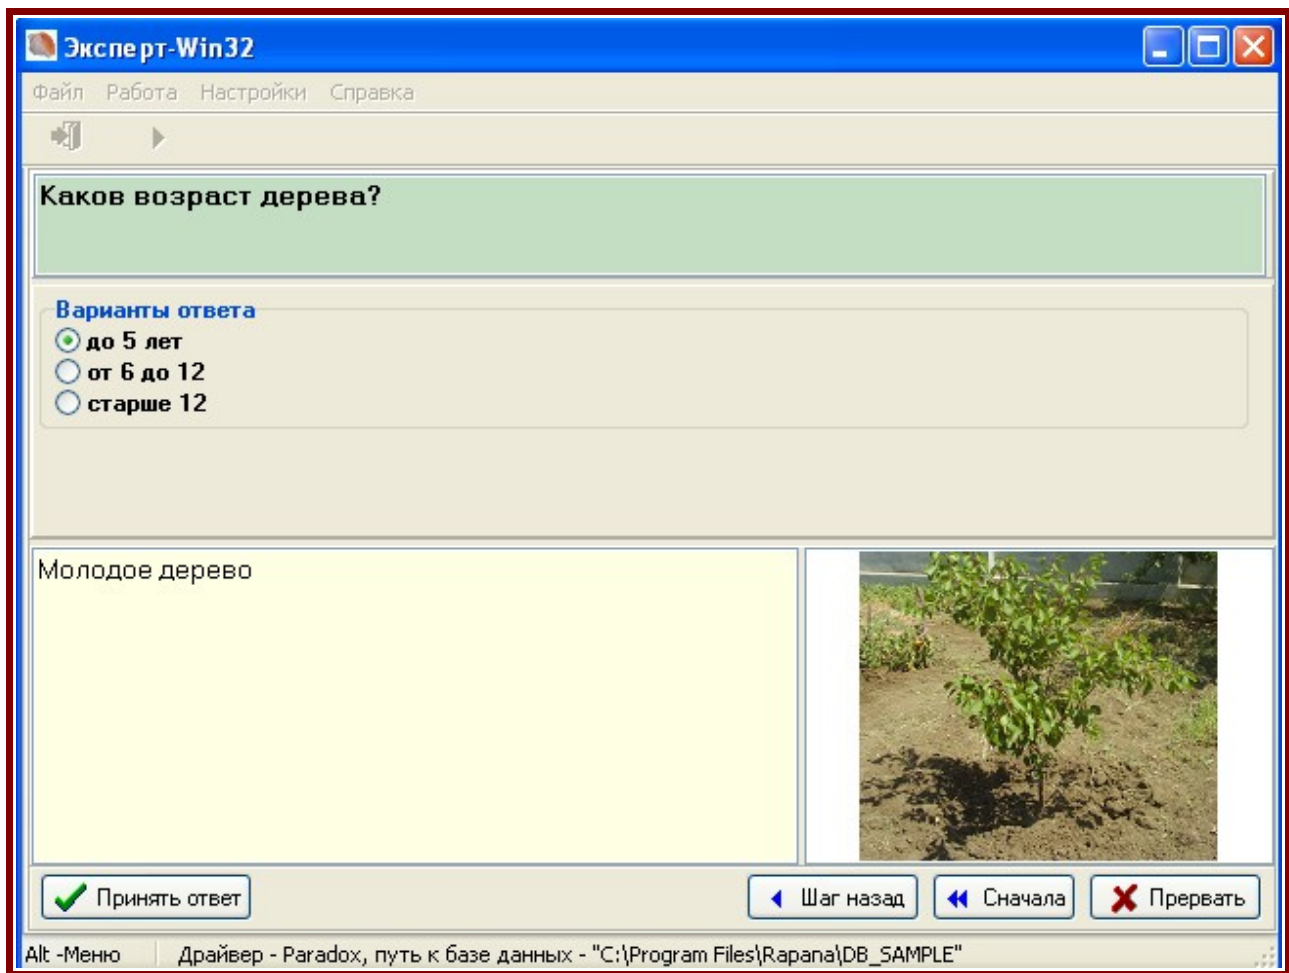 Эксперт-Win32
Файл Работа Настройки Справка
Каков возраст дерева?
Варианты ответа
до 5 лет
от 6 до 12
старше 12
Молодое дерево
Принять ответ Шаг назад Сначала Прервать
Alt -Меню Драйвер - Paradox, путь к базе данных - "C:\Program Files\Rapana\DB_SAMPLE"